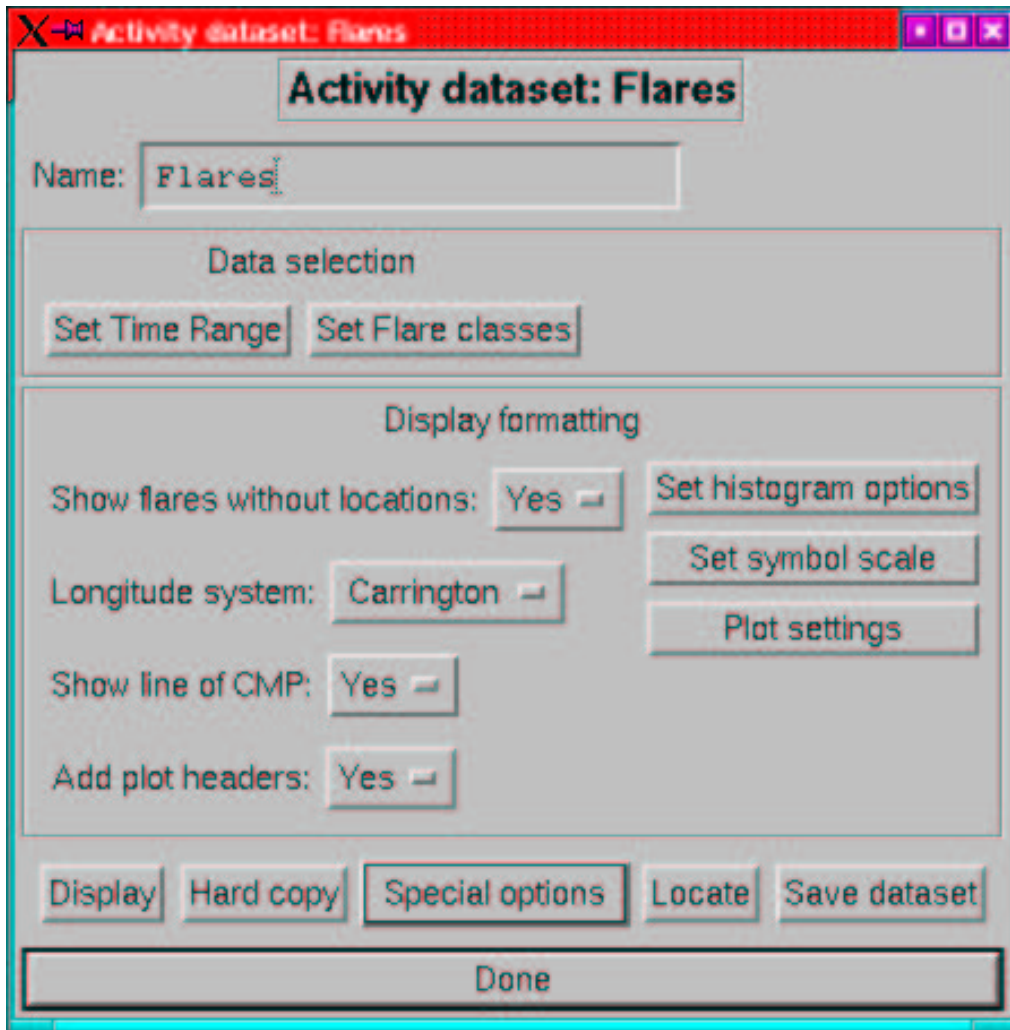 Activity dataset: Flares
Activity dataset: Flares
Name: Flares
Data selection
Set Time Range Set Flare classes
Display formatting
Show flares without locations: Yes Set histogram options
Set symbol scale
Longitude system: Carrington
Plot settings
Show line of CMP: Yes
Add plot headers: Yes
Display Hard copy Special options Locate Save dataset
Done